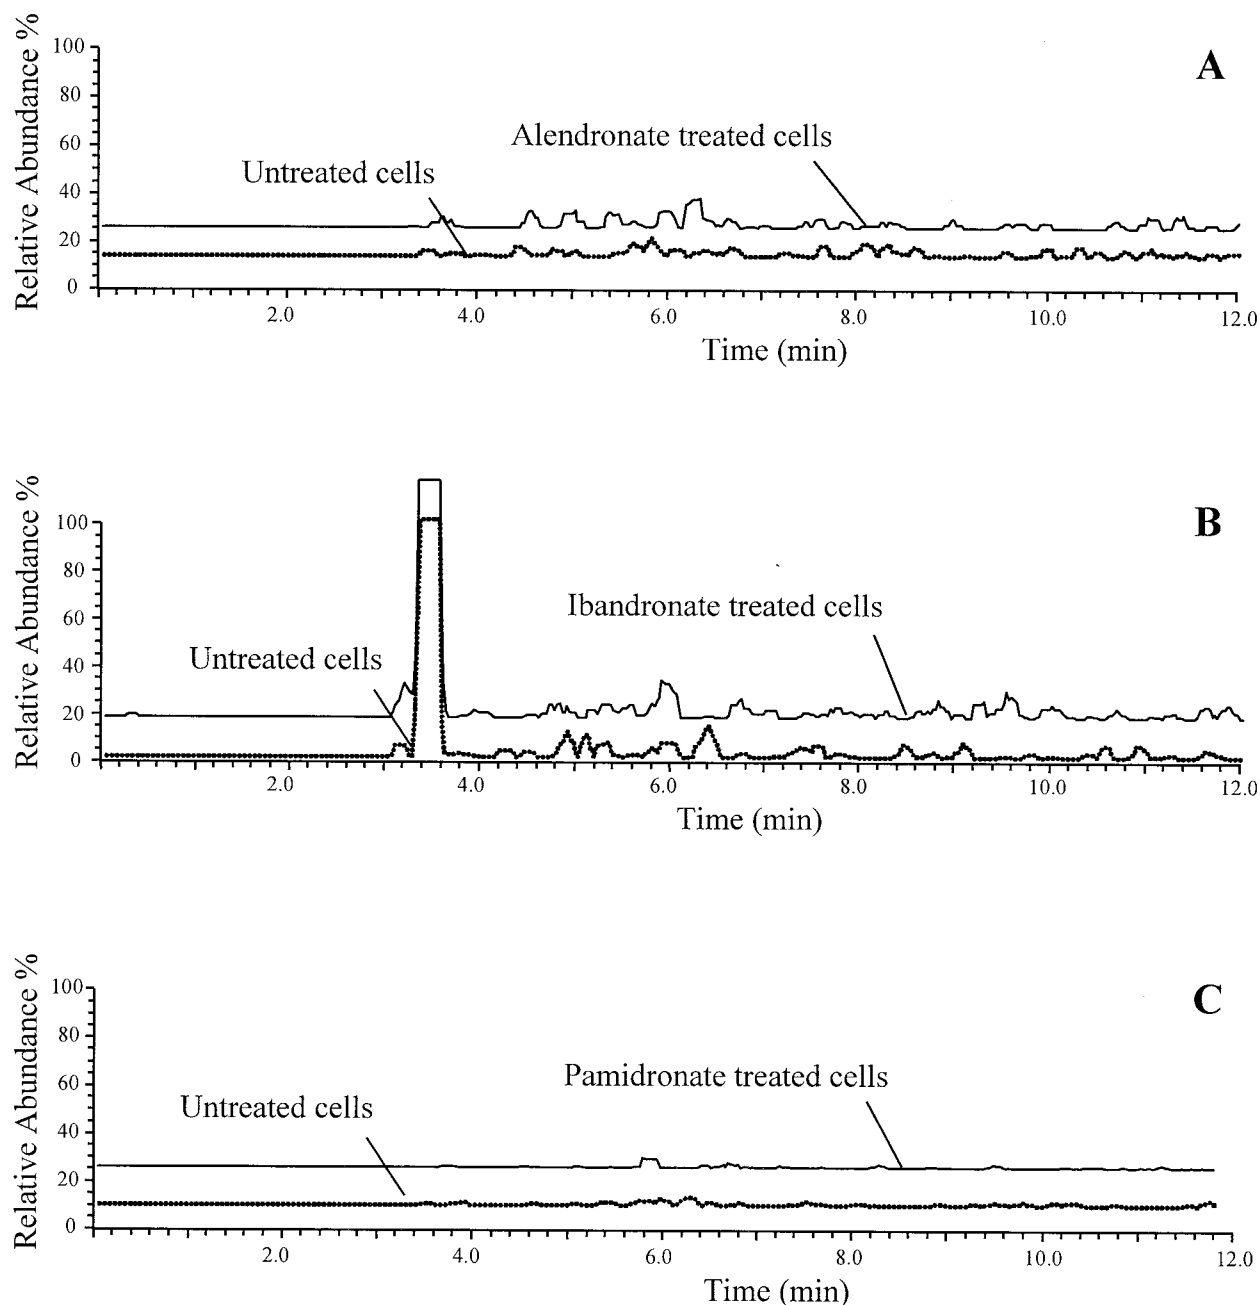 A
Relative Abundance %
100
80
60
40
20
0
Alendronate treated cells
Untreated cells
2.0 4.0 6.0 8.0 10.0 12.0
Time (min)
B
Relative Abundance %
100
80
60
40
20
0
Ibandronate treated cells
Untreated cells
2.0 4.0 6.0 8.0 10.0 12.0
Time (min)
C
Relative Abundance %
100
80
60
40
20
0
Pamidronate treated cells
Untreated cells
2.0 4.0 6.0 8.0 10.0 12.0
Time (min)